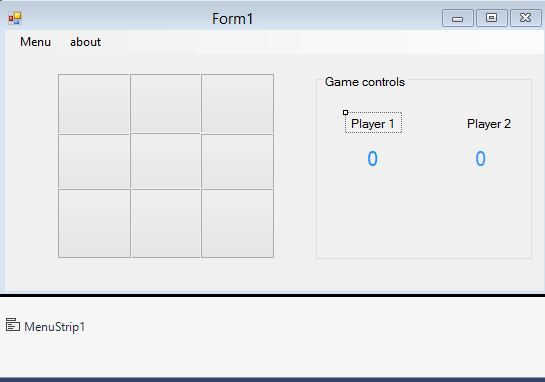 Form1
Menu about
Game controls
Player 1 Player 2
0 0
MenuStrip1